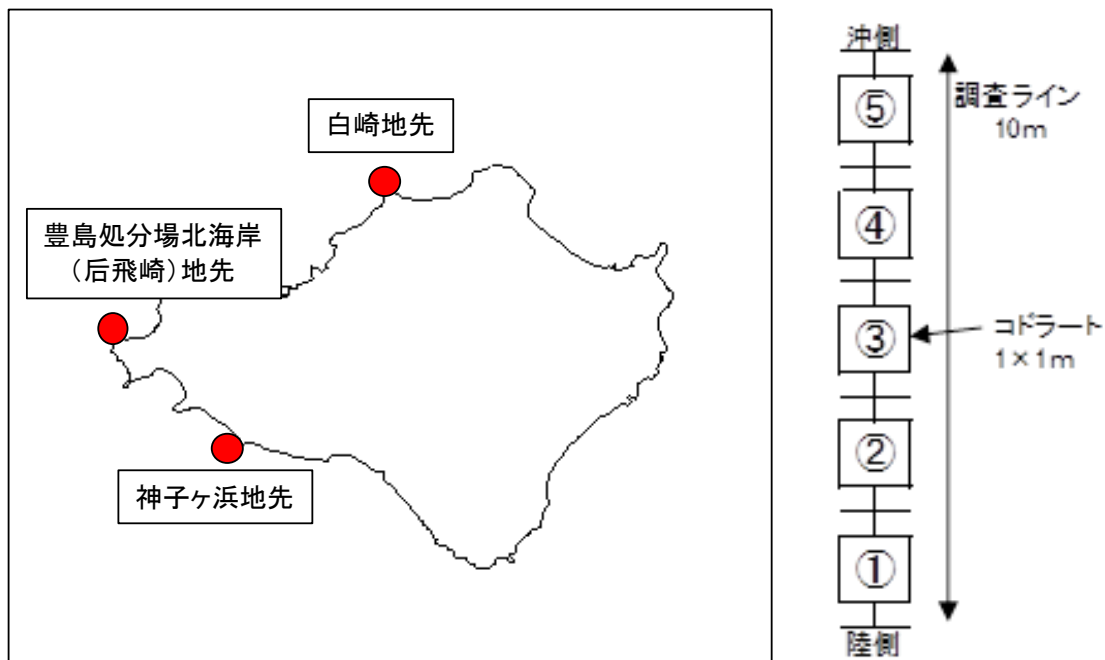 白崎地先
豊島処分場北海岸
（后飛崎）地先
神子ヶ浜地先
沖側
⑤
調査ライン
10m
④
③
コドラート
1×1m
②
①
陸側